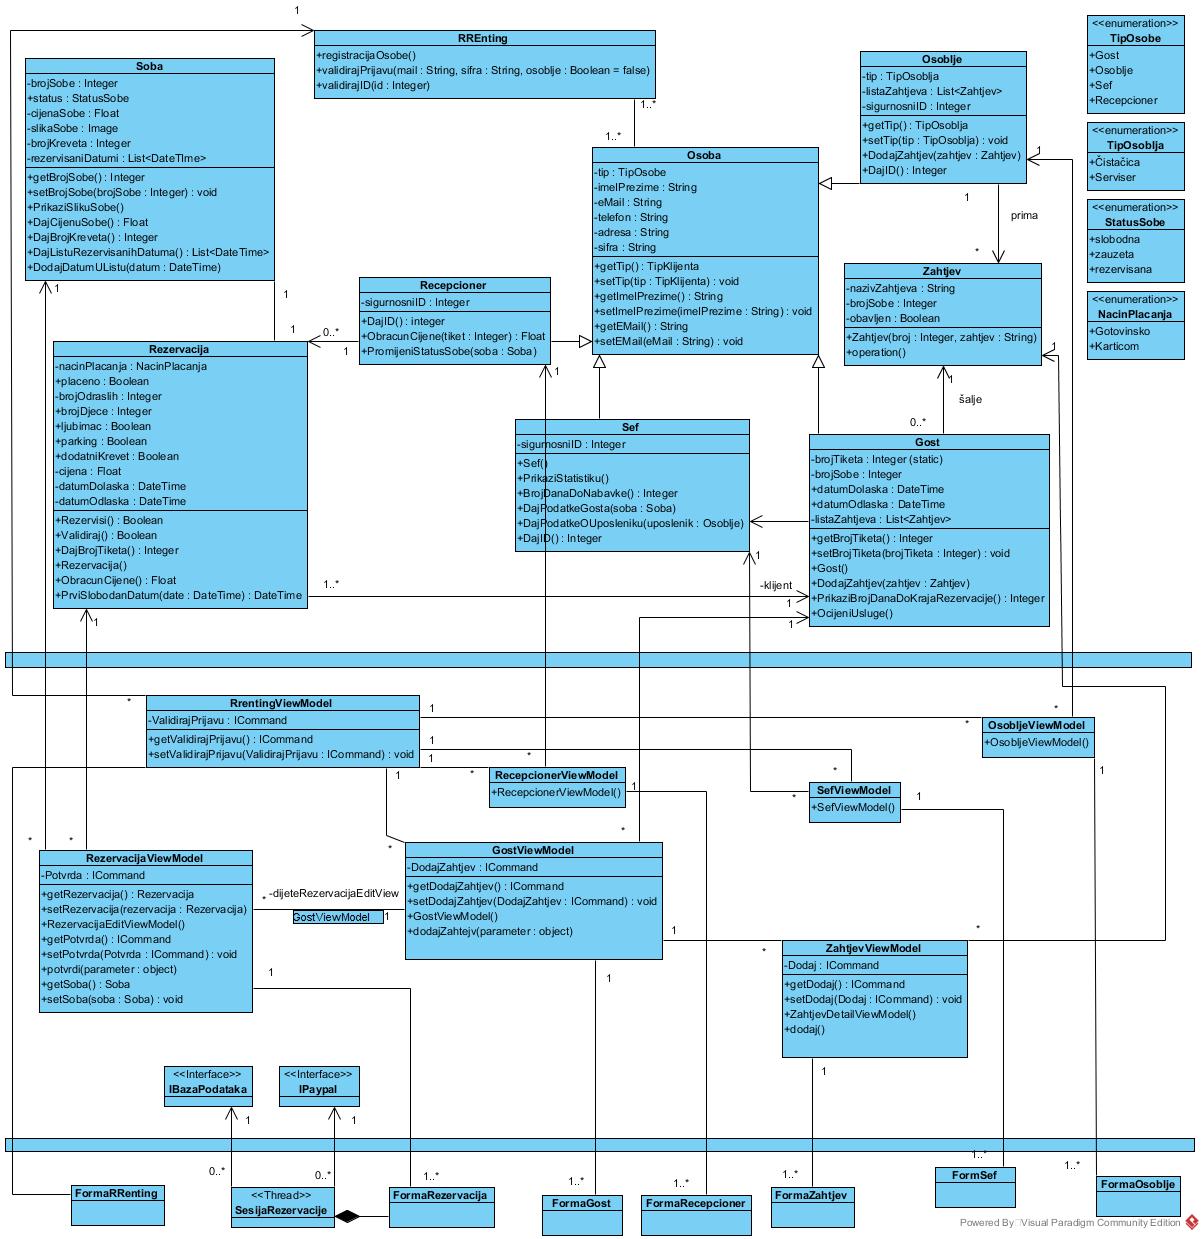 1
RREnting
+registracijaOsobe()
+validirajPrijavu(mail : String, sifra : String, osoblje : Boolean = false)
+validirajID(id : Integer)
1..*
1..*
Soba
-brojSobe : Integer
+status : StatusSobe
-cijenaSobe : Float
-slikaSobe : Image
-brojKreveta : Integer
-rezervisaniDatumi : List<DateTIme>
+getBrojSobe() : Integer
+setBrojSobe(brojSobe : Integer) : void
+PrikaziSlikuSobe()
+DajCijenuSobe() : Float
+DajBrojKreveta() : Integer
+DajListuRezervisanihDatuma() : List<DateTime>
+DodajDatumUListu(datum : DateTime)
1
1
1
Osoblje
-tip : TipOsoblja
-listaZahtjeva : List<Zahtjev>
-sigurnosniID : Integer
+getTip() : TipOsoblja
+setTip(tip : TipOsoblja) : void
+DodajZahtjev(zahtjev : Zahtjev)
+DajID() : Integer
1
1
prima
*
<<enumeration>>
TipOsobe
+Gost
+Osoblje
+Sef
+Recepcioner
<<enumeration>>
TipOsoblja
+Čistačica
+Serviser
<<enumeration>>
StatusSobe
+slobodna
+zauzeta
+rezervisana
<<enumeration>>
NacinPlacanja
+Gotovinsko
+Karticom
Osoba
-tip : TipOsobe
-imeIPrezime : String
-eMail : String
-telefon : String
-adresa : String
-sifra : String
+getTip() : TipKlijenta
+setTip(tip : TipKlijenta) : void
+getImeIPrezime() : String
+setImeIPrezime(imeIPrezime : String) : void
+getEMail() : String
+setEMail(eMail : String) : void
Zahtjev
-nazivZahtjeva : String
-brojSobe : Integer
-obavljen : Boolean
+Zahtjev(broj : Integer, zahtjev : String)
+operation()
1
1
šalje
0..*
Recepcioner
-sigurnosniID : Integer
+DajID() : integer
+ObracunCijene(tiket : Integer) : Float
+PromijeniStatusSobe(soba : Soba)
0..*
1
1
Rezervacija
-nacinPlacanja : NacinPlacanja
+placeno : Boolean
-brojOdraslih : Integer
+brojDjece : Integer
+ljubimac : Boolean
+parking : Boolean
+dodatniKrevet : Boolean
-cijena : Float
-datumDolaska : DateTime
-datumOdlaska : DateTime
+Rezervisi() : Boolean
+Validiraj() : Boolean
+DajBrojTiketa() : Integer
+Rezervacija()
+ObracunCijene() : Float
+PrviSlobodanDatum(date : DateTime) : DateTime
1..*
1
Sef
-sigurnosniID : Integer
+Sef()
+PrikaziStatistiku()
+BrojDanaDoNabavke() : Integer
+DajPodatkeGosta(soba : Soba)
+DajPodatkeOUposleniku(uposlenik : Osoblje)
+DajID() : Integer
1
Gost
-brojTiketa : Integer (static)
-brojSobe : Integer
+datumDolaska : DateTime
+datumOdlaska : DateTime
-listaZahtjeva : List<Zahtjev>
+getBrojTiketa() : Integer
+setBrojTiketa(brojTiketa : Integer) : void
+Gost()
+DodajZahtjev(zahtjev : Zahtjev)
+PrikaziBrojDanaDoKrajaRezervacije() : Integer
+OcijeniUsluge()
-klijent
1
1
*
RrentingViewModel
-ValidirajPrijavu : ICommand
+getValidirajPrijavu() : ICommand
+setValidirajPrijavu(ValidirajPrijavu : ICommand) : void
1
1
1
1
*
*
OsobljeViewModel
+OsobljeViewModel()
1
*
*
RecepcionerViewModel
+RecepcionerViewModel()
1
*
*
SefViewModel
+SefViewModel()
1
*
*
RezervacijaViewModel
-Potvrda : ICommand
+getRezervacija() : Rezervacija
+setRezervacija(rezervacija : Rezervacija)
+RezervacijaEditViewModel()
+getPotvrda() : ICommand
+setPotvrda(Potvrda : ICommand) : void
+potvrdi(parameter : object)
+getSoba() : Soba
+setSoba(soba : Soba) : void
1
*
-dijeteRezervacijaEditView
GostViewModel
1
*
*
GostViewModel
-DodajZahtjev : ICommand
+getDodajZahtjev() : ICommand
+setDodajZahtjev(DodajZahtjev : ICommand) : void
+GostViewModel()
+dodajZahtejv(parameter : object)
1
1
*
*
ZahtjevViewModel
-Dodaj : ICommand
+getDodaj() : ICommand
+setDodaj(Dodaj : ICommand) : void
+ZahtjevDetailViewModel()
+dodaj()
1
<<Interface>>
IBazaPodataka
1
<<Interface>>
IPaypal
1
0..*
0..*
1..*
1..*
1..*
1..*
1..*
1..*
FormaRRenting
<<Thread>>
SesijaRezervacije
FormaRezervacija
FormaGost
FormaRecepcioner
FormaZahtjev
FormSef
FormaOsoblje
Powered By Visual Paradigm Community Edition